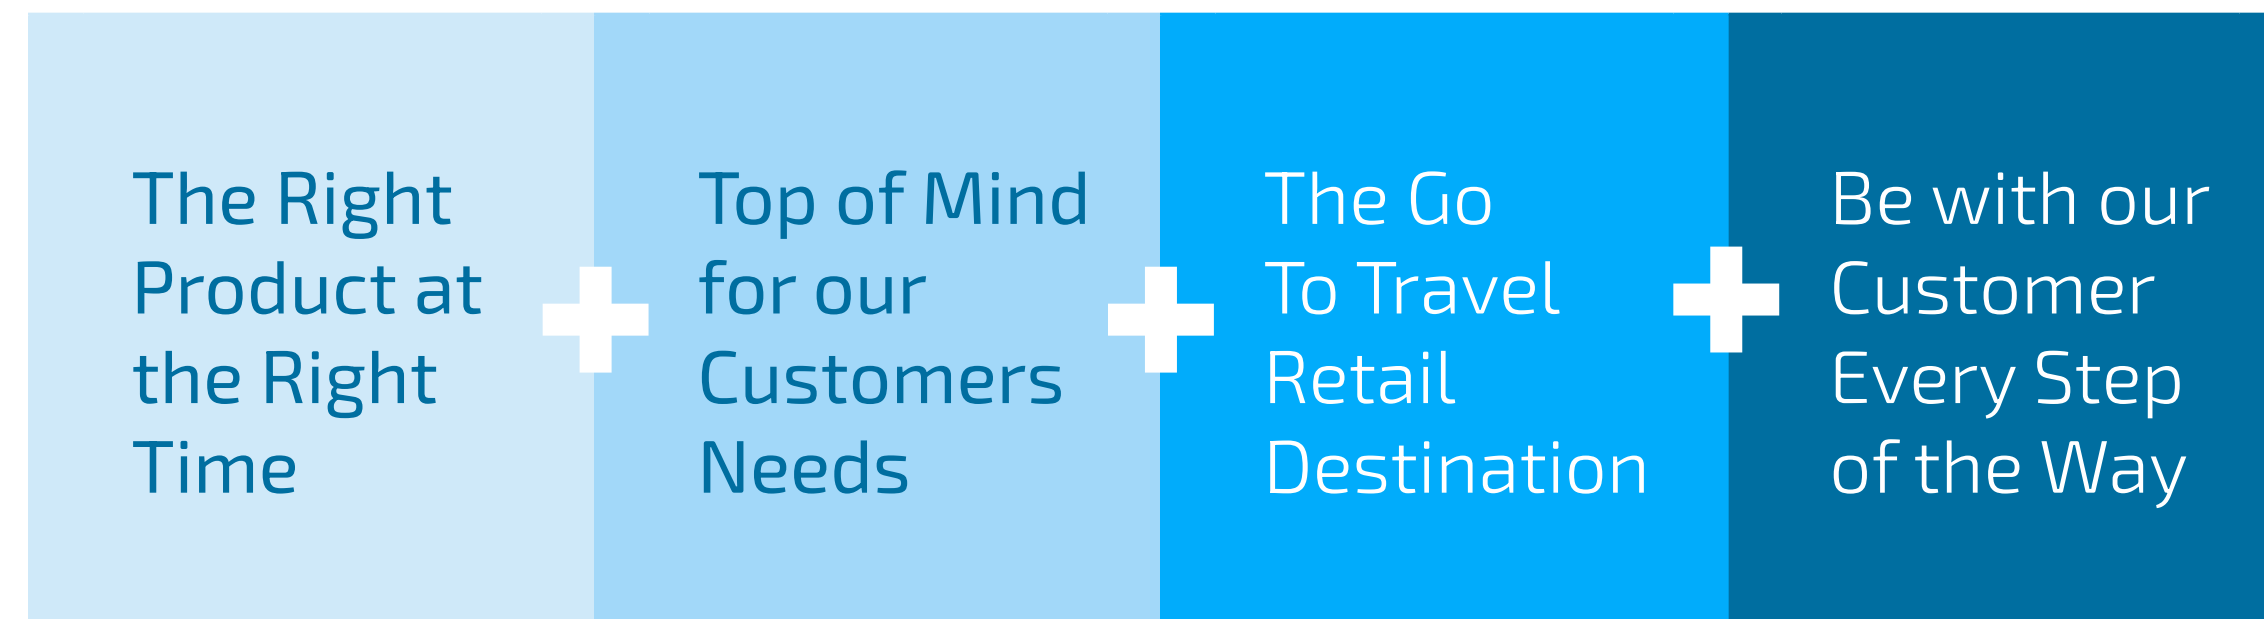 The Right
Product at
the Right
Time
Top of Mind
for our
Customers
Needs
The Go
To Travel
Retail
Destination
Be with our
Customer
Every Step
of the Way